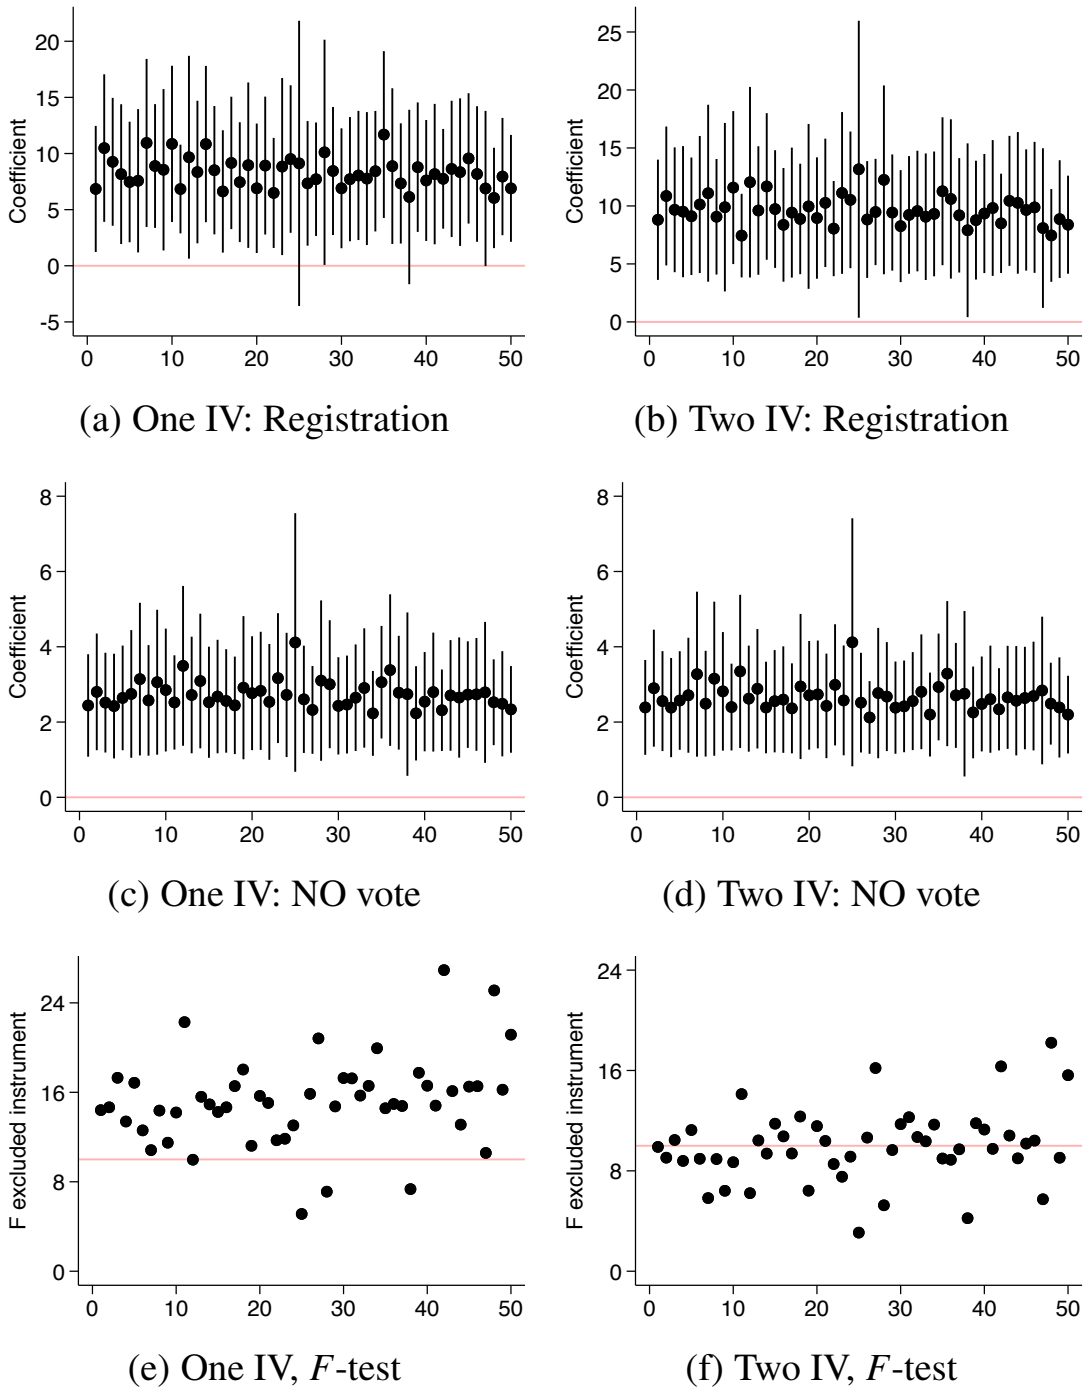 20
15
10
5
0
-5
Coefficient
0 10 20 30 40 50
(a) One IV: Registration
25
20
15
10
5
0
Coefficient
0 10 20 30 40 50
(b) Two IV: Registration
8
6
4
2
0
Coefficient
0 10 20 30 40 50
(c) One IV: NO vote
8
6
4
2
0
Coefficient
0 10 20 30 40 50
(d) Two IV: NO vote
24
16
8
0
F excluded instrument
0 10 20 30 40 50
(e) One IV, F-test
24
16
8
0
F excluded instrument
0 10 20 30 40 50
(f) Two IV, F-test